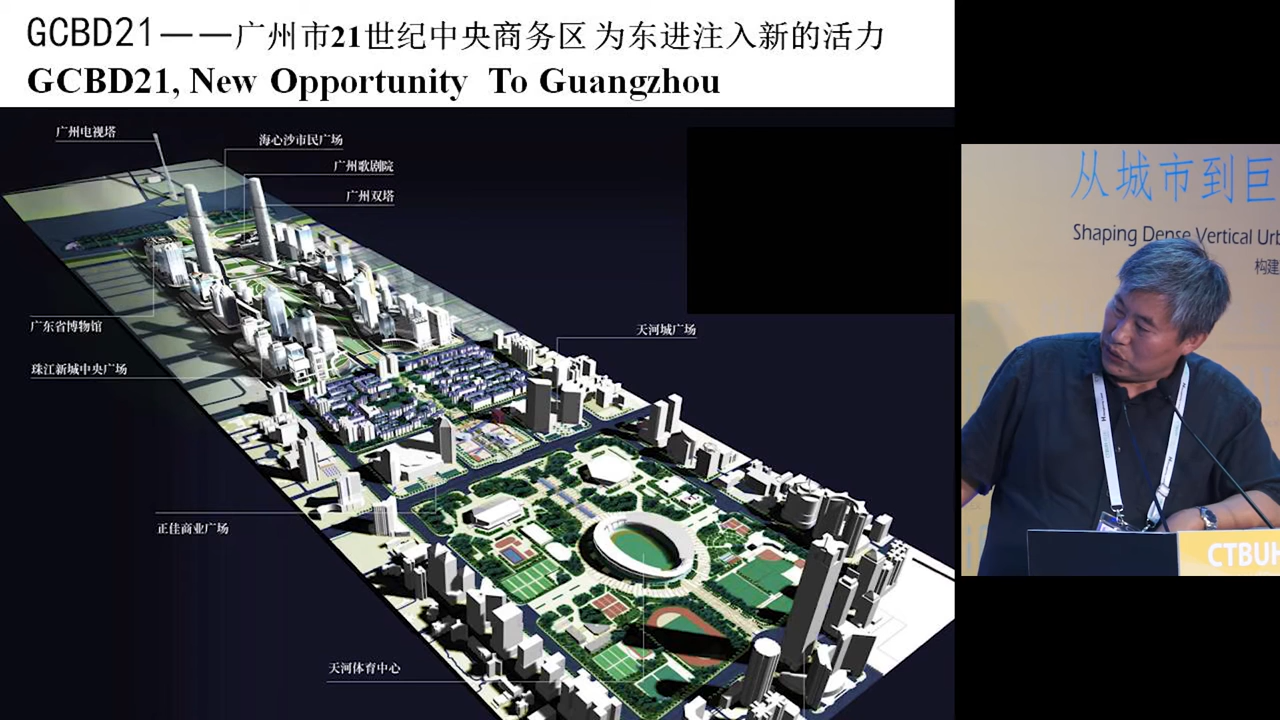 GCBD21——广州市21世纪中央商务区 为东进注入新的活力
GCBD21, New Opportunity To Guangzhou
广州电视塔
海心沙市民广场
广州歌剧院
广州双塔
广东省博物馆
天河城广场
珠江新城中央广场
正佳商业广场
天河体育中心
从城市到巨
Shaping Dense Vertical Urb
构建
CTBUH